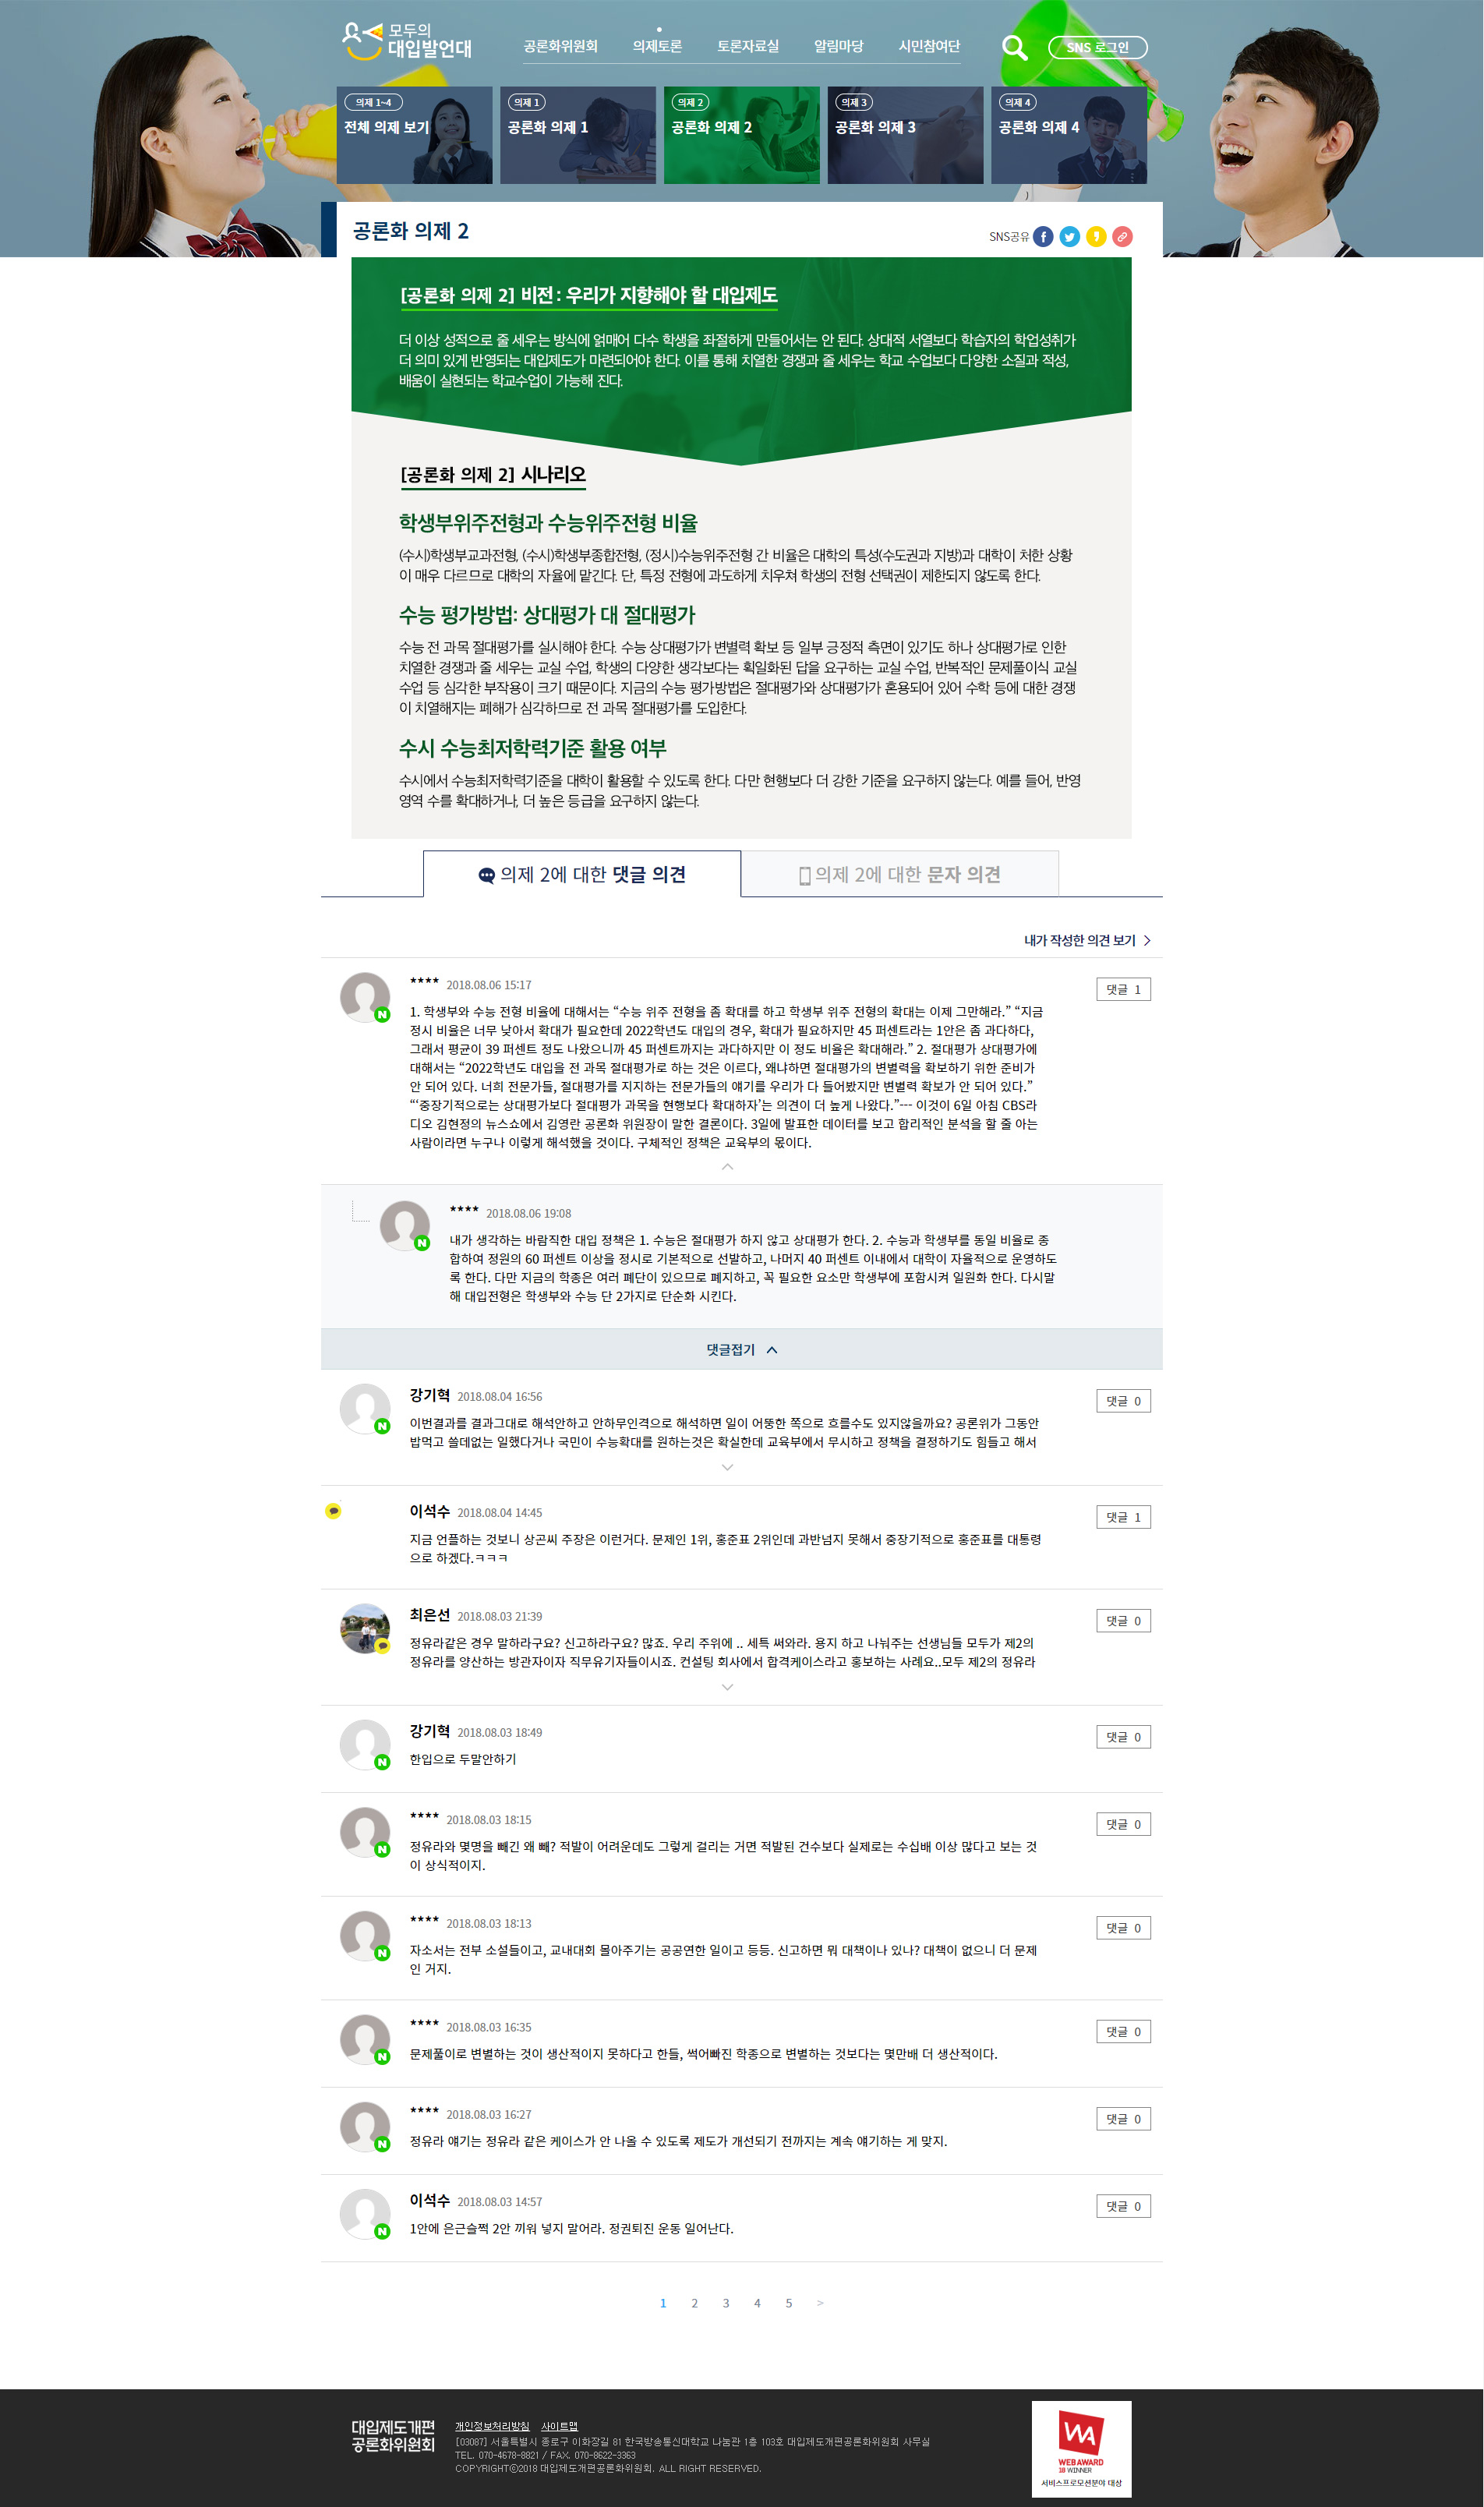 모두의
대입발언대
공론화위원회 의제토론 토론자료실 알림마당 시민참여단
SNS 로그인
의제 1~4
전체 의제 보기
의제 1
공론화 의제 1
의제 2
공론화 의제 2
의제 3
공론화 의제 3
의제 4
공론화 의제 4
공론화 의제 2
SNS공유
[공론화 의제 2] 비전 : 우리가 지향해야 할 대입제도
더 이상 성적으로 줄 세우는 방식에 얽매어 다수 학생을 좌절하게 만들어서는 안 된다. 상대적 서열보다 학습자의 학업성취가
더 의미 있게 반영되는 대입제도가 마련되어야 한다. 이를 통해 치열한 경쟁과 줄 세우는 학교 수업보다 다양한 소질과 적성,
배움이 실현되는 학교수업이 가능해 진다.
[공론화 의제 2] 시나리오
학생부위주전형과 수능위주전형 비율
(수시)학생부교과전형, (수시)학생부종합전형, (정시)수능위주전형 간 비율은 대학의 특성(수도권과 지방)과 대학이 처한 상황
이 매우 다르므로 대학의 자율에 맡긴다. 단, 특정 전형에 과도하게 치우쳐 학생의 전형 선택권이 제한되지 않도록 한다.
수능 평가방법: 상대평가 대 절대평가
수능 전 과목 절대평가를 실시해야 한다. 수능 상대평가가 변별력 확보 등 일부 긍정적 측면이 있기도 하나 상대평가로 인한
치열한 경쟁과 줄 세우는 교실 수업, 학생의 다양한 생각보다는 획일화된 답을 요구하는 교실 수업, 반복적인 문제풀이식 교실
수업 등 심각한 부작용이 크기 때문이다. 지금의 수능 평가방법은 절대평가와 상대평가가 혼용되어 있어 수학 등에 대한 경쟁
이 치열해지는 폐해가 심각하므로 전 과목 절대평가를 도입한다.
수시 수능최저학력기준 활용 여부
수시에서 수능최저학력기준을 대학이 활용할 수 있도록 한다. 다만 현행보다 더 강한 기준을 요구하지 않는다. 예를 들어, 반영
영역 수를 확대하거나, 더 높은 등급을 요구하지 않는다.
의제 2에 대한 댓글 의견
의제 2에 대한 문자 의견
내가 작성한 의견 보기 >
**** 2018.08.06 15:17
댓글 1
1. 학생부와 수능 전형 비율에 대해서는 “수능 위주 전형을 좀 확대를 하고 학생부 위주 전형의 확대는 이제 그만해라.” “지금
정시 비율은 너무 낮아서 확대가 필요한데 2022학년도 대입의 경우, 확대가 필요하지만 45 퍼센트라는 1안은 좀 과다하다,
그래서 평균이 39 퍼센트 정도 나왔으니까 45 퍼센트까지는 과다하지만 이 정도 비율은 확대해라.” 2. 절대평가 상대평가에
대해서는 “2022학년도 대입을 전 과목 절대평가로 하는 것은 이르다, 왜냐하면 절대평가의 변별력을 확보하기 위한 준비가
안 되어 있다. 너희 전문가들, 절대평가를 지지하는 전문가들의 얘기를 우리가 다 들어봤지만 변별력 확보가 안 되어 있다.”
“‘중장기적으로는 상대평가보다 절대평가 과목을 현행보다 확대하자’는 의견이 더 높게 나왔다.”--- 이것이 6일 아침 CBS라
디오 김현정의 뉴스쇼에서 김영란 공론화 위원장이 말한 결론이다. 3일에 발표한 데이터를 보고 합리적인 분석을 할 줄 아는
사람이라면 누구나 이렇게 해석했을 것이다. 구체적인 정책은 교육부의 몫이다.
**** 2018.08.06 19:08
내가 생각하는 바람직한 대입 정책은 1. 수능은 절대평가 하지 않고 상대평가 한다. 2. 수능과 학생부를 동일 비율로 종
합하여 정원의 60 퍼센트 이상을 정시로 기본적으로 선발하고, 나머지 40 퍼센트 이내에서 대학이 자율적으로 운영하도
록 한다. 다만 지금의 학종은 여러 폐단이 있으므로 폐지하고, 꼭 필요한 요소만 학생부에 포함시켜 일원화 한다. 다시말
해 대입전형은 학생부와 수능 단 2가지로 단순화 시킨다.
댓글접기
강기혁 2018.08.04 16:56
댓글 0
이번결과를 결과그대로 해석안하고 안하무인격으로 해석하면 일이 어뚱한 쪽으로 흐를수도 있지않을까요? 공론위가 그동안
밥먹고 쓸데없는 일했다거나 국민이 수능확대를 원하는것은 확실한데 교육부에서 무시하고 정책을 결정하기도 힘들고 해서
이석수 2018.08.04 14:45
댓글 1
지금 언플하는 것보니 상곤씨 주장은 이런거다. 문제인 1위, 홍준표 2위인데 과반넘지 못해서 중장기적으로 홍준표를 대통령
으로 하겠다.ㅋㅋㅋ
최은선 2018.08.03 21:39
댓글 0
정유라같은 경우 말하라구요? 신고하라구요? 많죠. 우리 주위에 .. 세특 써와라. 용지 하고 나눠주는 선생님들 모두가 제2의
정유라를 양산하는 방관자이자 직무유기자들이시죠. 컨설팅 회사에서 합격케이스라고 홍보하는 사례요..모두 제2의 정유라
강기혁 2018.08.03 18:49
댓글 0
한입으로 두말안하기
**** 2018.08.03 18:15
댓글 0
정유라와 몇명을 빼긴 왜 빼? 적발이 어려운데도 그렇게 걸리는 거면 적발된 건수보다 실제로는 수십배 이상 많다고 보는 것
이 상식적이지.
**** 2018.08.03 18:13
댓글 0
자소서는 전부 소설들이고, 교내대회 몰아주기는 공공연한 일이고 등등. 신고하면 뭐 대책이나 있나? 대책이 없으니 더 문제
인 거지.
**** 2018.08.03 16:35
댓글 0
문제풀이로 변별하는 것이 생산적이지 못하다고 한들, 썩어빠진 학종으로 변별하는 것보다는 몇만배 더 생산적이다.
**** 2018.08.03 16:27
댓글 0
정유라 얘기는 정유라 같은 케이스가 안 나올 수 있도록 제도가 개선되기 전까지는 계속 얘기하는 게 맞지.
이석수 2018.08.03 14:57
댓글 0
1안에 은근슬쩍 2안 끼워 넣지 말어라. 정권퇴진 운동 일어난다.
1 2 3 4 5 >
대입제도개편
공론화위원회
개인정보처리방침 사이트맵
[03087] 서울특별시 종로구 이화장길 81 한국방송통신대학교 나눔관 1층 103호 대입제도개편공론화위원회 사무실
TEL. 070-4678-8821 / FAX. 070-8622-3363
COPYRIGHTⓒ2018 대입제도개편공론화위원회. ALL RIGHT RESERVED.
WA
WEB AWARD
18 WINNER
서비스프로모션분야 대상